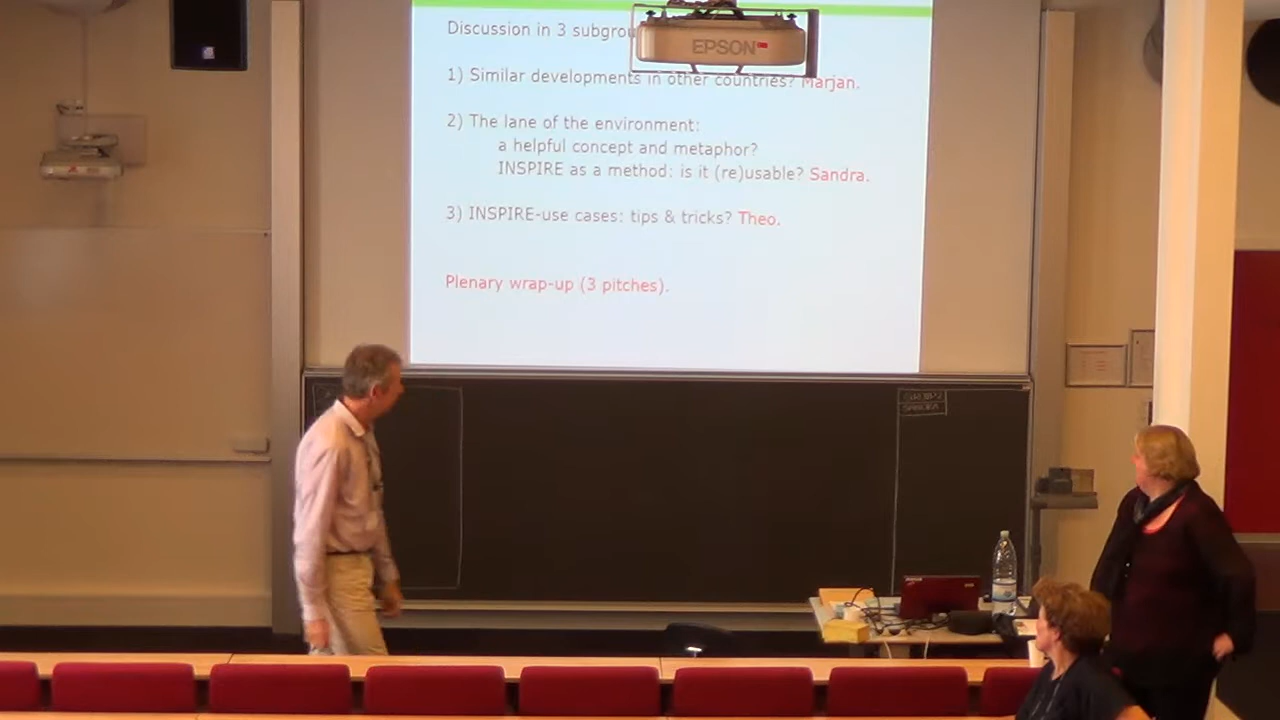 Discussion in 3 subgrou
EPSON
1) Similar developments in other countries? Marjan.
2) The lane of the environment:
a helpful concept and metaphor?
INSPIRE as a method: is it (re)usable? Sandra.
3) INSPIRE-use cases: tips & tricks? Theo.
Plenary wrap-up (3 pitches).
SANDRA